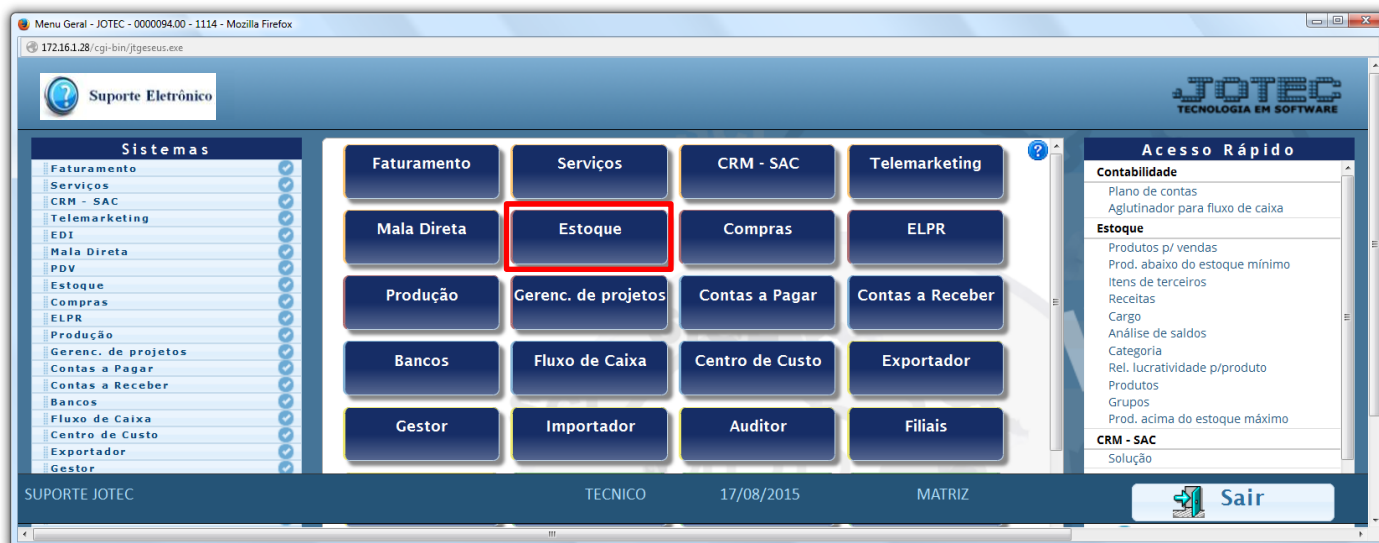 Menu Geral - JOTEC - 0000094.00 - 1114 - Mozilla Firefox
172.16.1.28/cgi-bin/jtgeseus.exe
Suporte Eletrônico
JOTEC
TECNOLOGIA EM SOFTWARE
Sistemas
Faturamento
Serviços
CRM - SAC
Telemarketing
EDI
Mala Direta
PDV
Estoque
Compras
ELPR
Produção
Gerenc. de projetos
Contas a Pagar
Contas a Receber
Bancos
Fluxo de Caixa
Centro de Custo
Exportador
Gestor
Faturamento Serviços CRM - SAC Telemarketing
Mala Direta Estoque Compras ELPR
Produção Gerenc. de projetos Contas a Pagar Contas a Receber
Bancos Fluxo de Caixa Centro de Custo Exportador
Gestor Importador Auditor Filiais
Acesso Rápido
Contabilidade
Plano de contas
Aglutinador para fluxo de caixa
Estoque
Produtos p/ vendas
Prod. abaixo do estoque mínimo
Itens de terceiros
Receitas
Cargo
Análise de saldos
Categoria
Rel. lucratividade p/produto
Produtos
Grupos
Prod. acima do estoque máximo
CRM - SAC
Solução
SUPORTE JOTEC TECNICO 17/08/2015 MATRIZ Sair